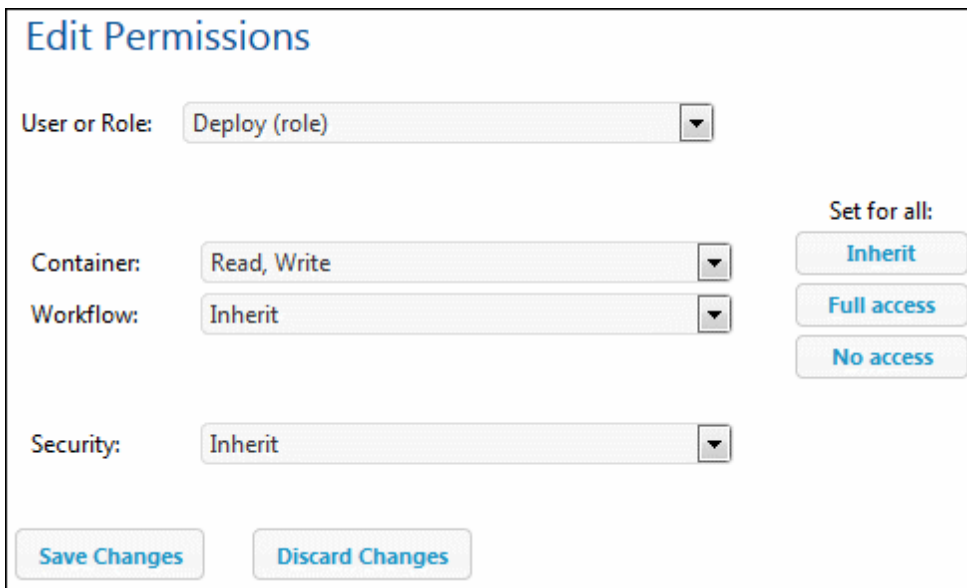 Edit Permissions
User or Role: Deploy (role)
Set for all:
Container: Read, Write Inherit
Workflow: Inherit Full access
No access
Security: Inherit
Save Changes Discard Changes